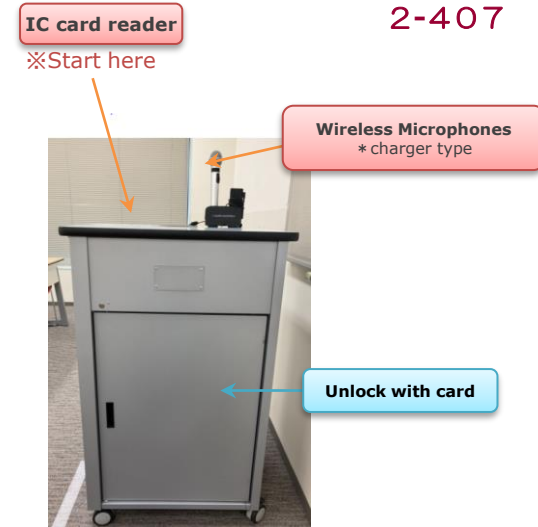 IC card reader
2-407
※Start here
Wireless Microphones
＊charger type
Unlock with card